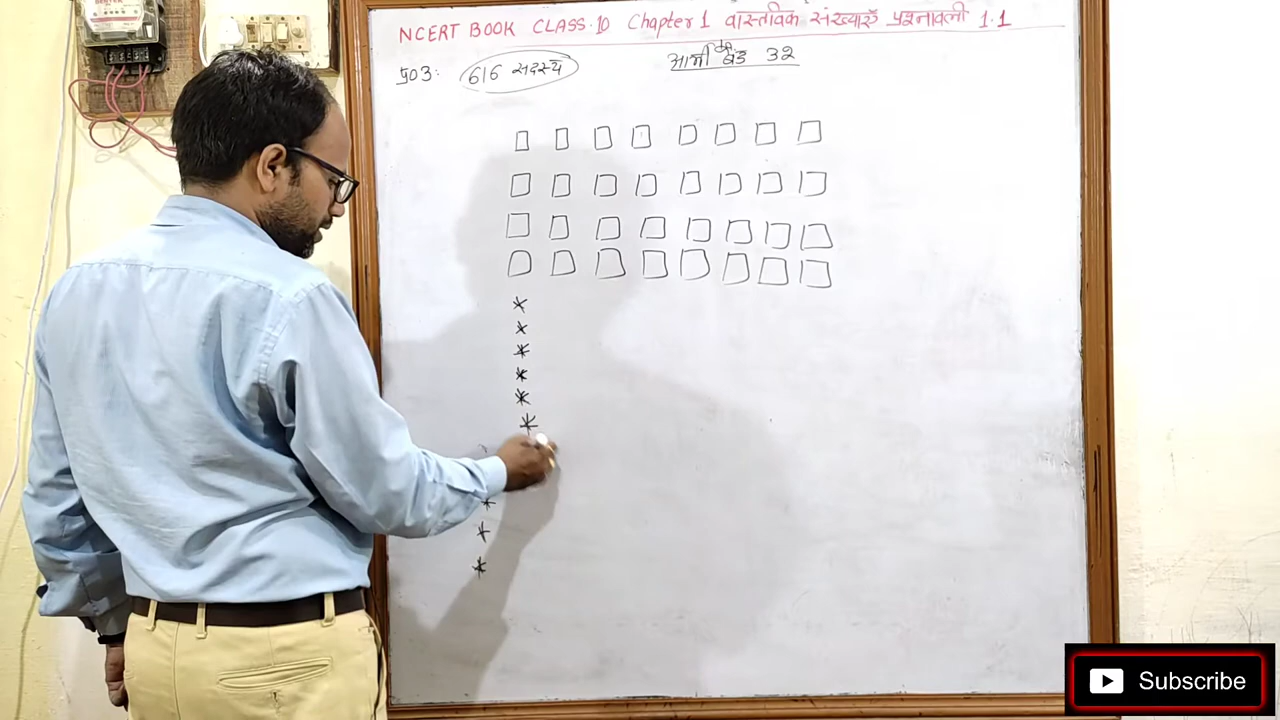 NCERT BOOK CLASS-10 Chapter 1 वास्तविक संख्याएँ प्रश्नावली 1.1
प्र03: 616 सदस्य आर्मी बैंड 32
Subscribe